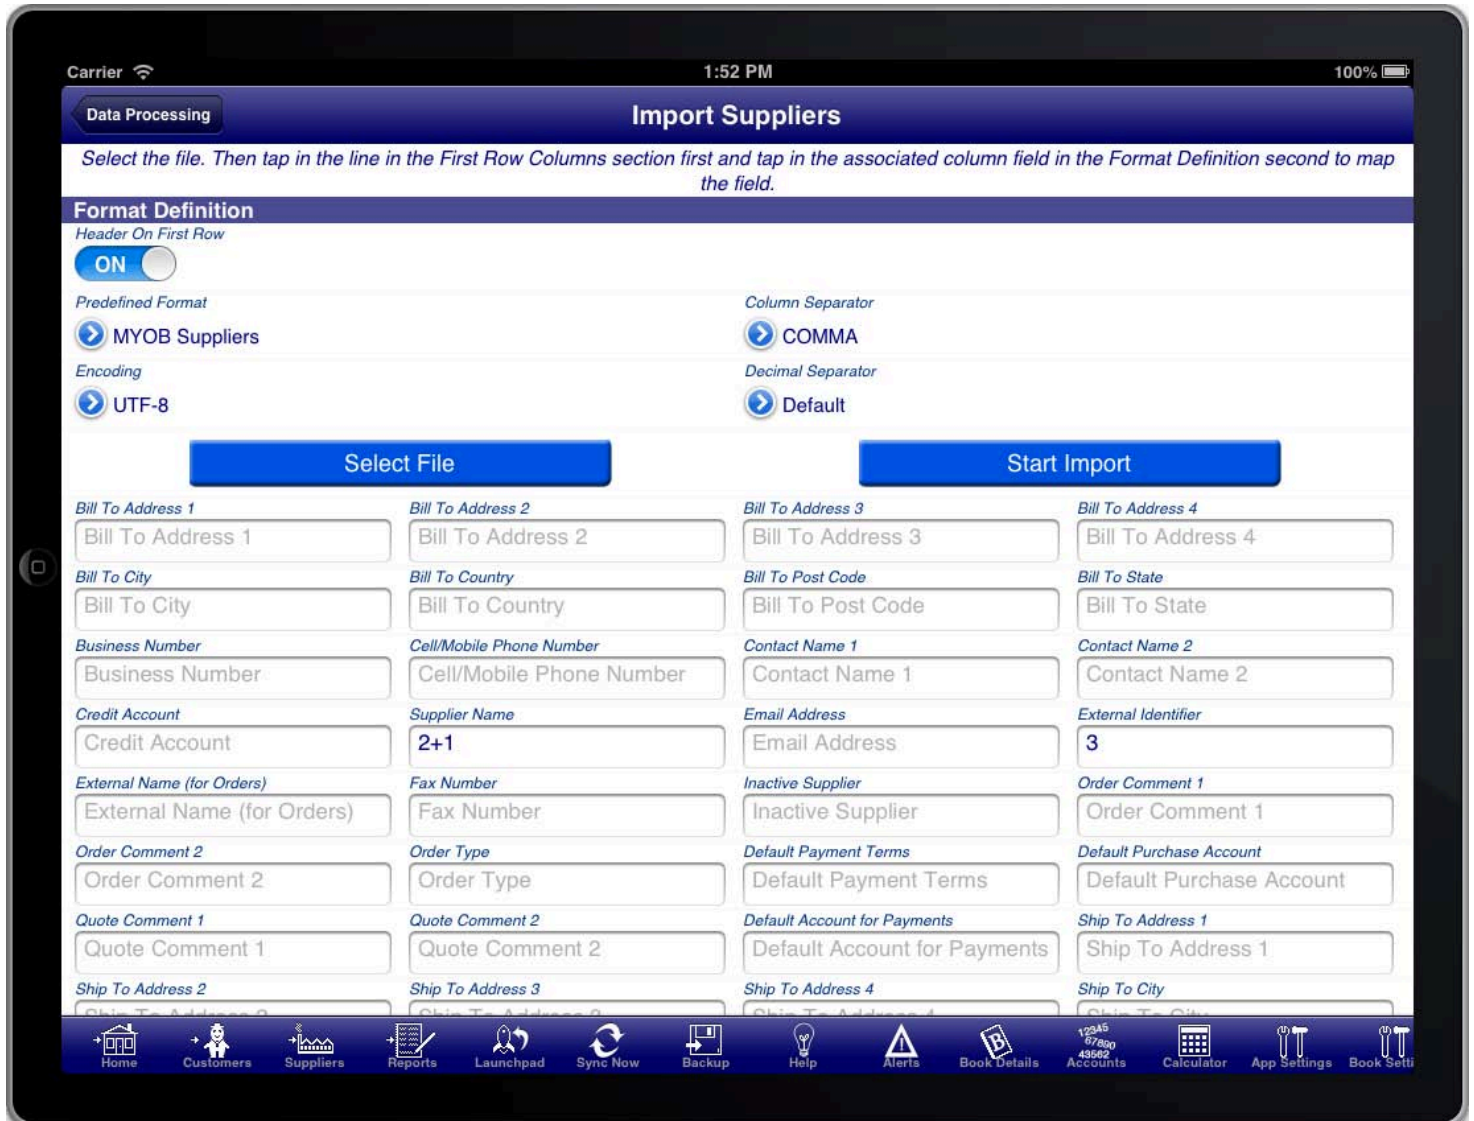 Carrier 1:52 PM 100%
Data Processing Import Suppliers
Select the file. Then tap in the line in the First Row Columns section first and tap in the associated column field in the Format Definition second to map
the field.
Format Definition
Header On First Row
ON
Predefined Format Column Separator
MYOB Suppliers COMMA
Encoding Decimal Separator
UTF-8 Default
Select File Start Import
Bill To Address 1 Bill To Address 2 Bill To Address 3 Bill To Address 4
Bill To Address 1 Bill To Address 2 Bill To Address 3 Bill To Address 4
Bill To City Bill To Country Bill To Post Code Bill To State
Bill To City Bill To Country Bill To Post Code Bill To State
Business Number Cell/Mobile Phone Number Contact Name 1 Contact Name 2
Business Number Cell/Mobile Phone Number Contact Name 1 Contact Name 2
Credit Account Supplier Name Email Address External Identifier
Credit Account 2+1 Email Address 3
External Name (for Orders) Fax Number Inactive Supplier Order Comment 1
External Name (for Orders) Fax Number Inactive Supplier Order Comment 1
Order Comment 2 Order Type Default Payment Terms Default Purchase Account
Order Comment 2 Order Type Default Payment Terms Default Purchase Account
Quote Comment 1 Quote Comment 2 Default Account for Payments Ship To Address 1
Quote Comment 1 Quote Comment 2 Default Account for Payments Ship To Address 1
Ship To Address 2 Ship To Address 3 Ship To Address 4 Ship To City
12345
67890
43562
Home Customers Suppliers Reports Launchpad Sync Now Backup Help Alerts Book Details Accounts Calculator App Settings Book Setti